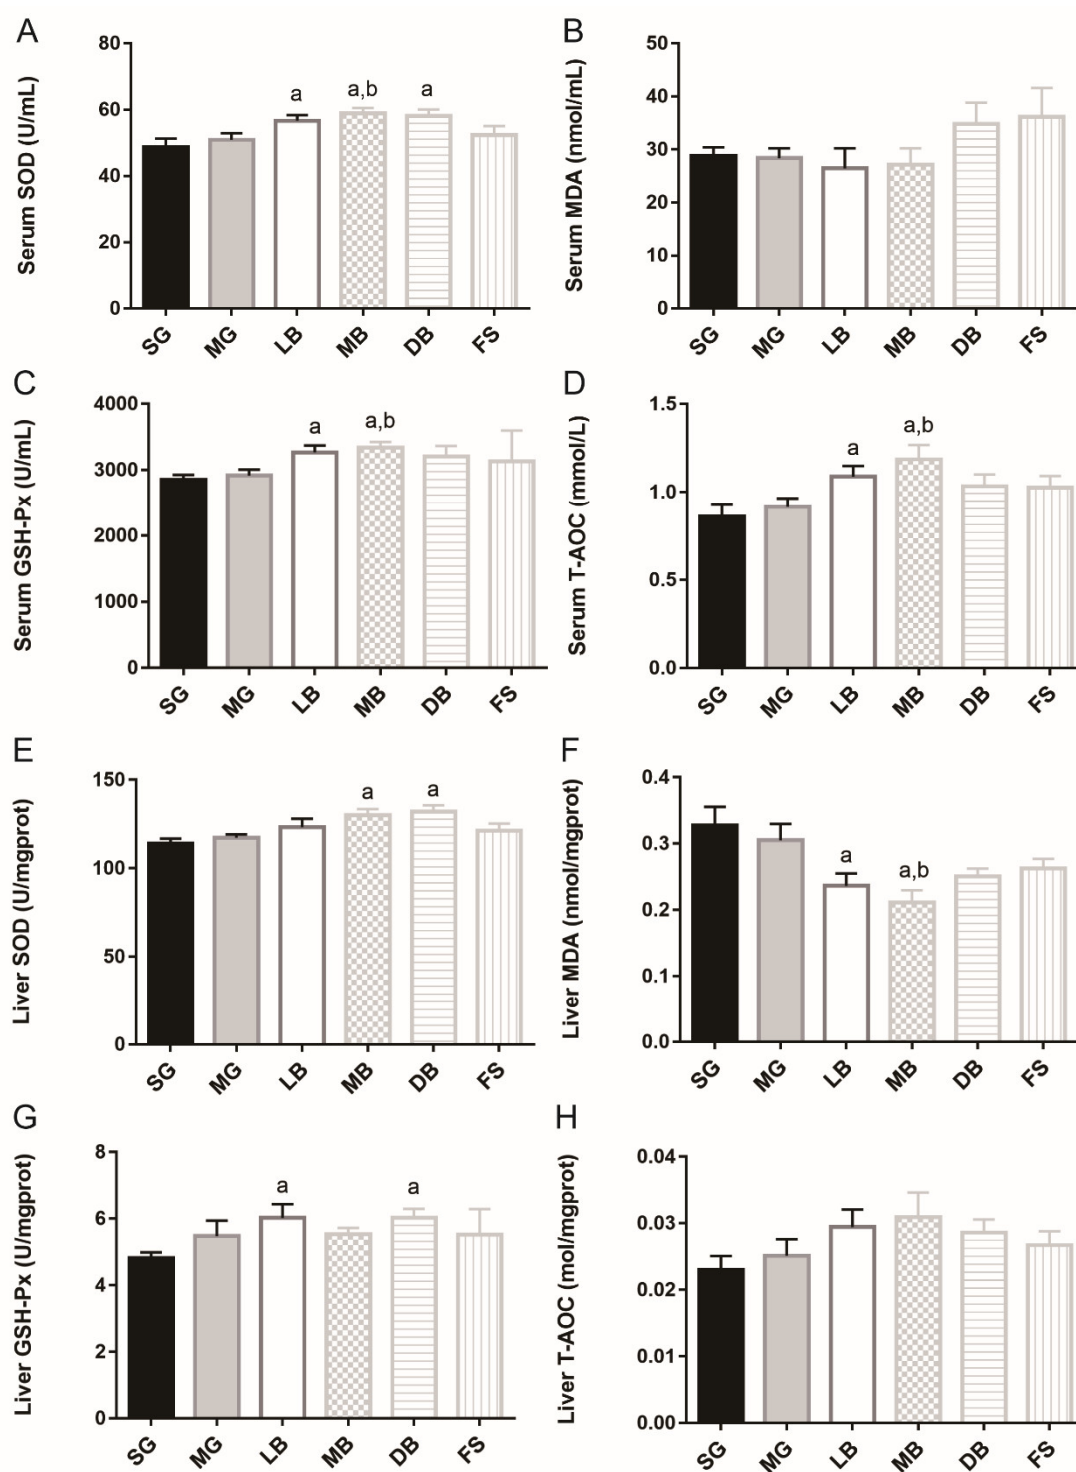 A
Serum SOD (U/mL)
80
60
40
20
0
a
a,b
a
SG
MG
LB
MB
DB
FS
B
Serum MDA (nmol/mL)
50
40
30
20
10
0
SG
MG
LB
MB
DB
FS
C
Serum GSH-Px (U/mL)
4000
3000
2000
1000
0
a
a,b
SG
MG
LB
MB
DB
FS
D
Serum T-AOC (mmol/L)
1.5
1.0
0.5
0.0
a
a,b
SG
MG
LB
MB
DB
FS
E
Liver SOD (U/mgprot)
150
100
50
0
a
a
SG
MG
LB
MB
DB
FS
F
Liver MDA (nmol/mgprot)
0.4
0.3
0.2
0.1
0.0
a
a,b
SG
MG
LB
MB
DB
FS
G
Liver GSH-Px (U/mgprot)
8
6
4
2
0
a
a
SG
MG
LB
MB
DB
FS
H
Liver T-AOC (mol/mgprot)
0.04
0.03
0.02
0.01
0.00
SG
MG
LB
MB
DB
FS